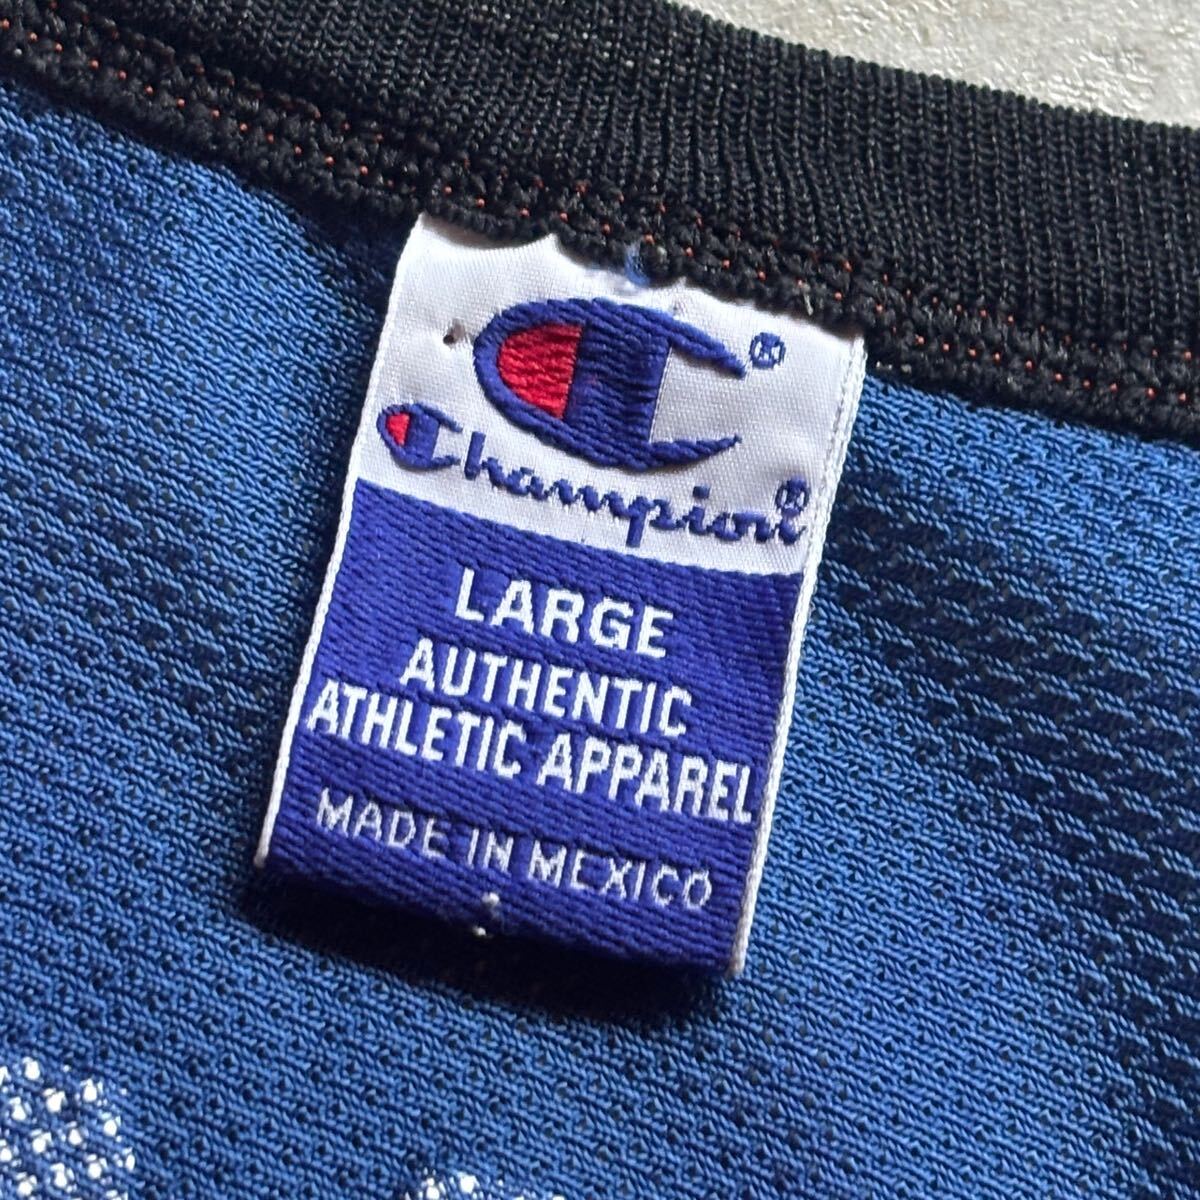 ®
Champion®
LARGE
AUTHENTIC
ATHLETIC APPAREL
MADE IN MEXICO